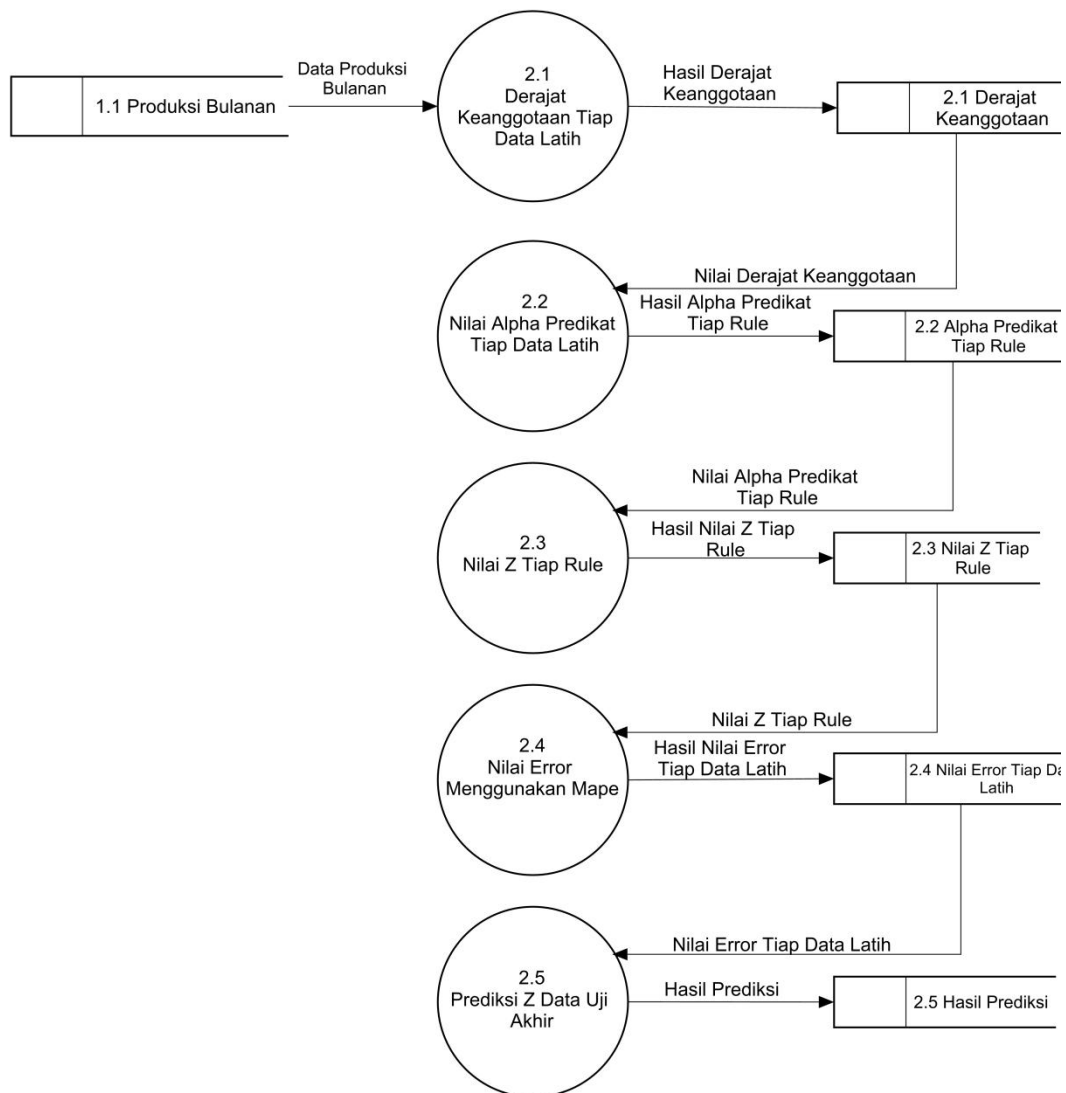 Data Produksi
Bulanan
1.1 Produksi Bulanan
2.1
Derajat
Keanggotaan Tiap
Data Latih
Hasil Derajat
Keanggotaan
2.1 Derajat
Keanggotaan
Nilai Derajat Keanggotaan
2.2
Nilai Alpha Predikat
Tiap Data Latih
Hasil Alpha Predikat
Tiap Rule
2.2 Alpha Predikat
Tiap Rule
Nilai Alpha Predikat
Tiap Rule
2.3
Nilai Z Tiap Rule
Hasil Nilai Z Tiap
Rule
2.3 Nilai Z Tiap
Rule
Nilai Z Tiap Rule
2.4
Nilai Error
Menggunakan Mape
Hasil Nilai Error
Tiap Data Latih
2.4 Nilai Error Tiap
Latih
Nilai Error Tiap Data Latih
2.5
Prediksi Z Data Uji
Akhir
Hasil Prediksi
2.5 Hasil Prediksi